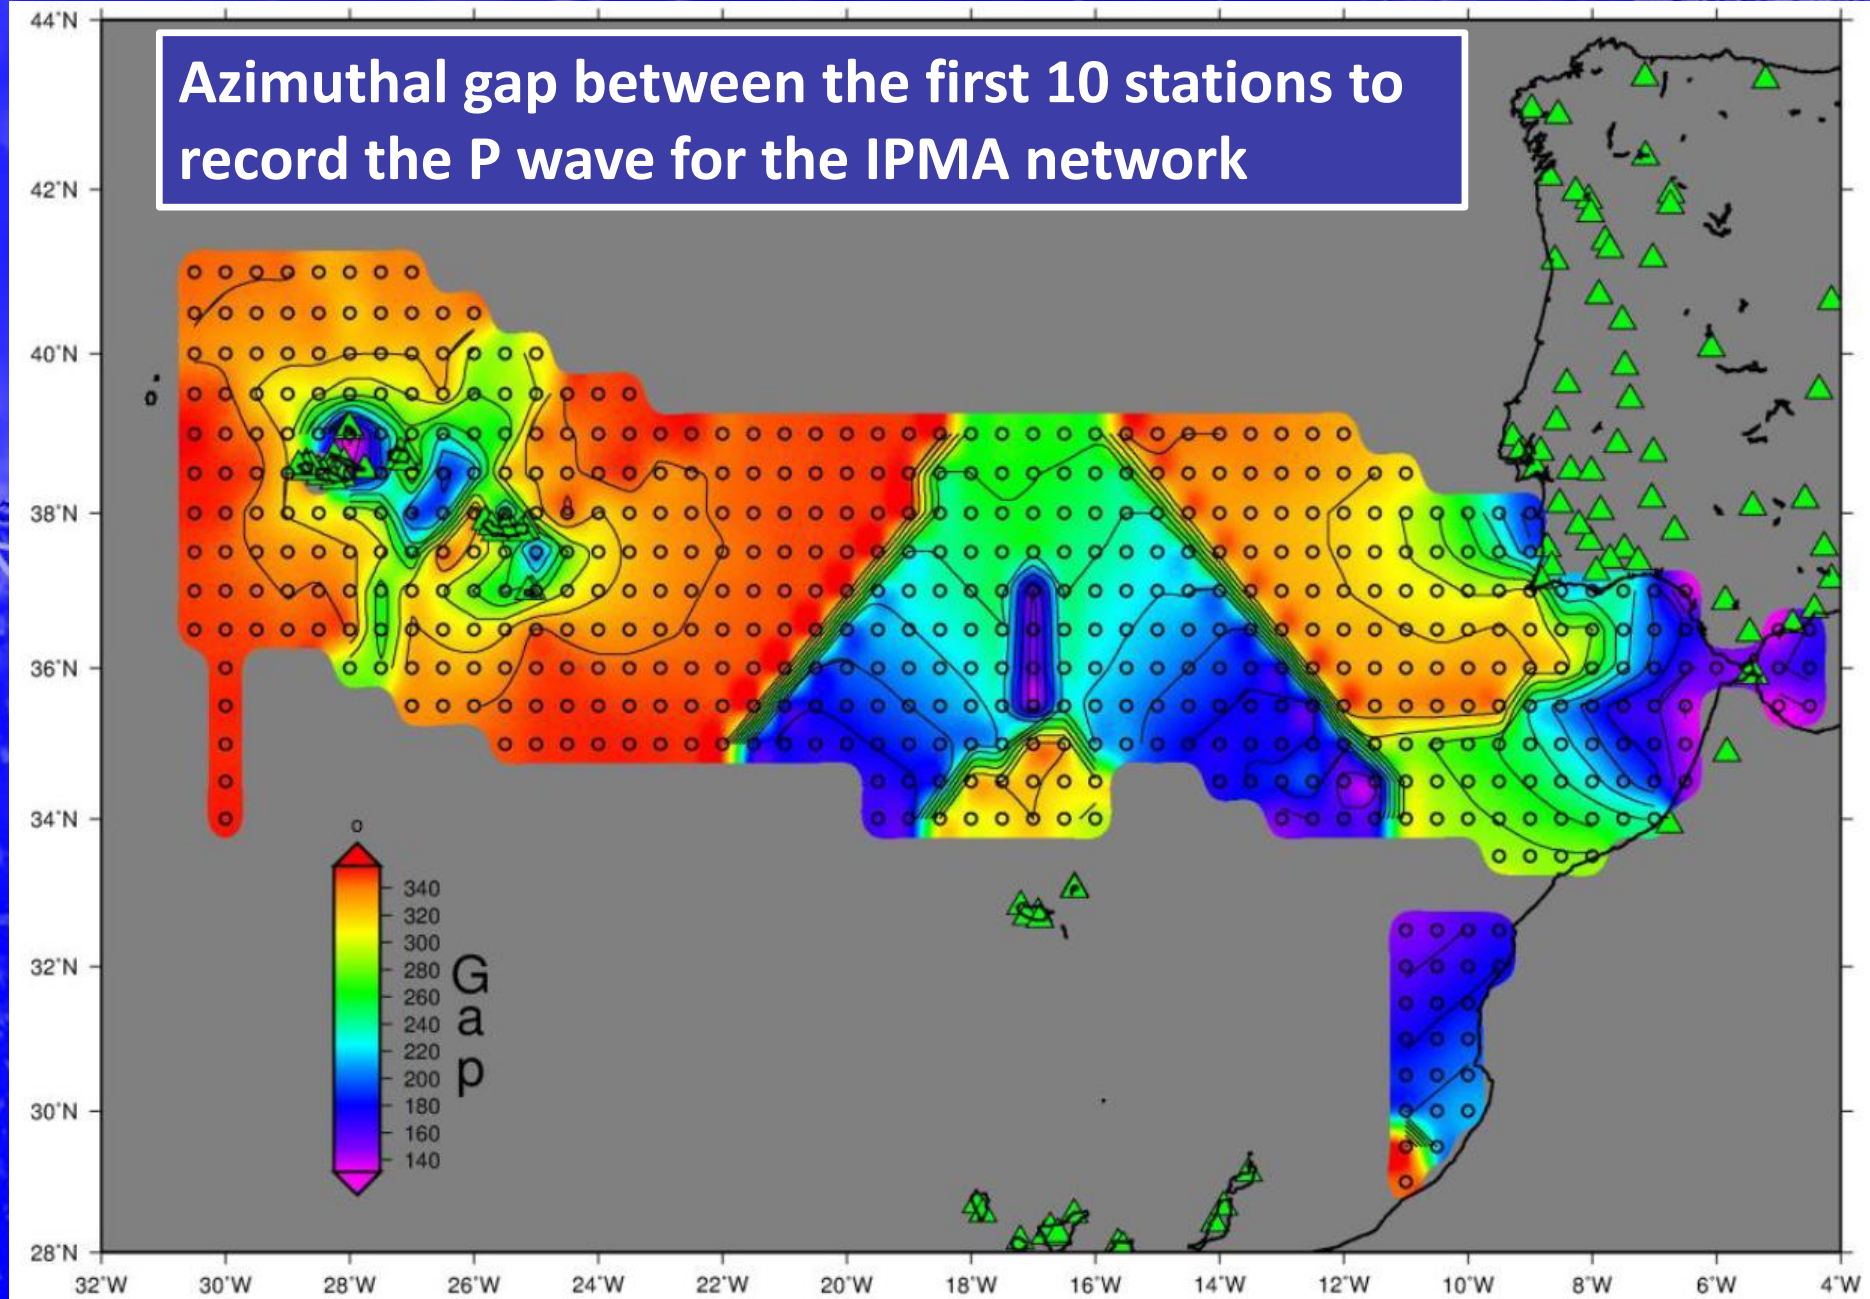 Azimuthal gap between the first 10 stations to
record the P wave for the IPMA network
44°N
42°N
40°N
38°N
36°N
34°N
32°N
30°N
28°N
32°W
30°W
28°W
26°W
24°W
22°W
20°W
18°W
16°W
14°W
12°W
10°W
8°W
6°W
4°W
o
340
320
300
280
260
240
220
200
180
160
140
G
a
p